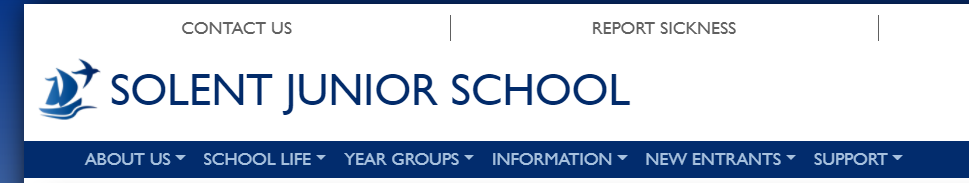 CONTACT US REPORT SICKNESS
SOLENT JUNIOR SCHOOL
ABOUT US SCHOOL LIFE YEAR GROUPS INFORMATION NEW ENTRANTS SUPPORT